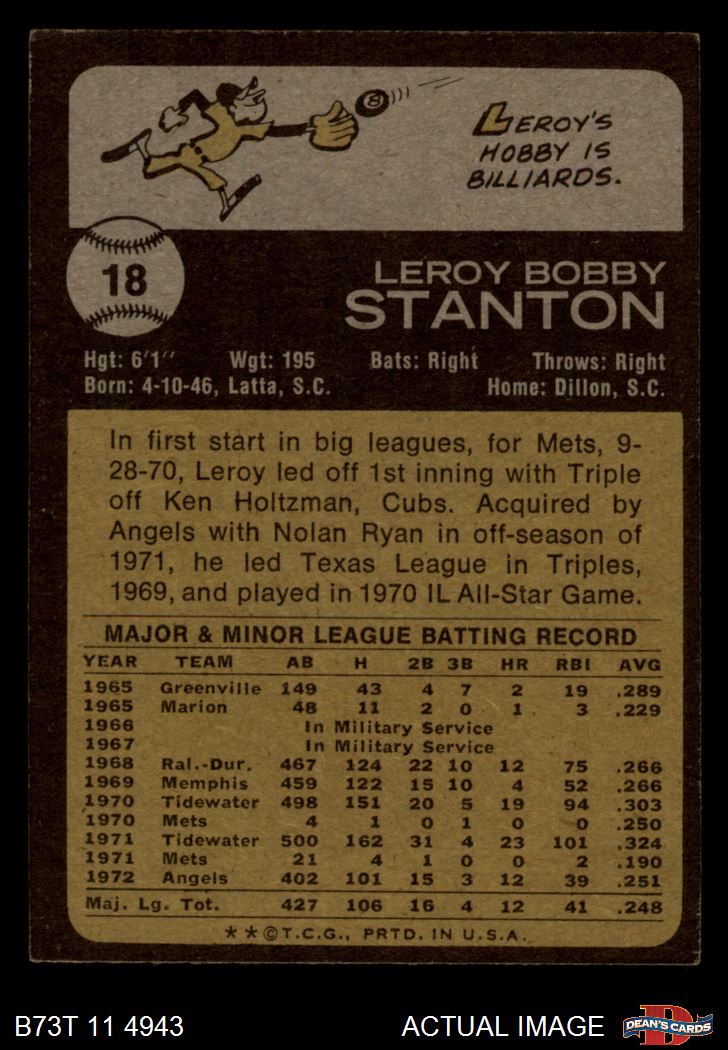 8
LEROY'S
HOBBY IS
BILLIARDS.
18
LEROY BOBBY
STANTON
Hgt: 6'1" Wgt: 195 Bats: Right Throws: Right
Born: 4-10-46, Latta, S.C. Home: Dillon, S.C.
In first start in big leagues, for Mets, 9-
28-70, Leroy led off 1st inning with Triple
off Ken Holtzman, Cubs. Acquired by
Angels with Nolan Ryan in off-season of
1971, he led Texas League in Triples,
1969, and played in 1970 IL All-Star Game.
MAJOR & MINOR LEAGUE BATTING RECORD
YEAR TEAM AB H 2B 3B HR RBI AVG
1965 Greenville 149 43 4 7 2 19 .289
1965 Marion 48 11 2 0 1 3 .229
1966 In Military Service
1967 In Military Service
1968 Ral.-Dur. 467 124 22 10 12 75 .266
1969 Memphis 459 122 15 10 4 52 .266
1970 Tidewater 498 151 20 5 19 94 .303
1970 Mets 4 1 0 1 0 0 .250
1971 Tidewater 500 162 31 4 23 101 .324
1971 Mets 21 4 1 0 0 2 .190
1972 Angels 402 101 15 3 12 39 .251
Maj. Lg. Tot. 427 106 16 4 12 41 .248
**©T.C.G., PRTD. IN U.S.A.
B73T 11 4943 ACTUAL IMAGE D DEAN'S CARDS